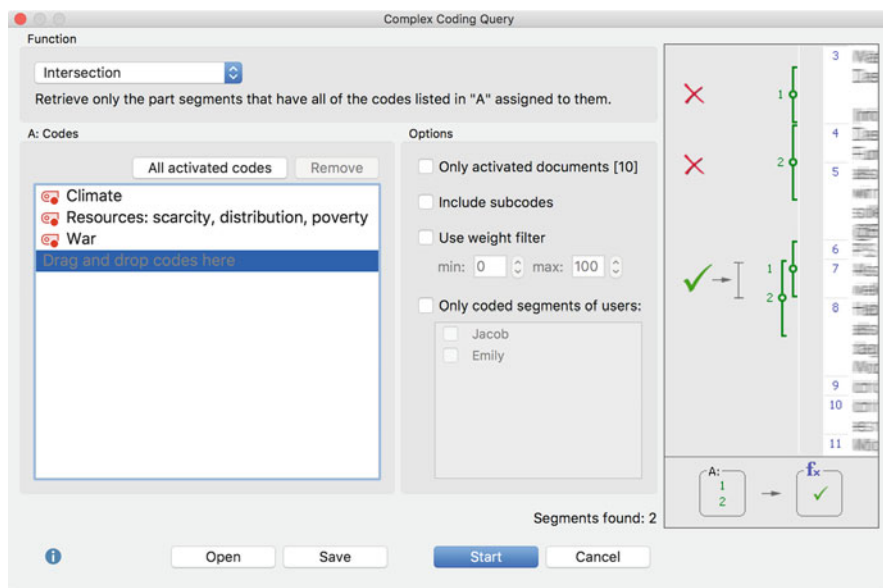 Complex Coding Query
Function
Intersection
Retrieve only the part segments that have all of the codes listed in "A" assigned to them.
A: Codes
All activated codes Remove
Climate
Resources: scarcity, distribution, poverty
War
Drag and drop codes here
Options
Only activated documents [10]
Include subcodes
Use weight filter
min: 0 max: 100
Only coded segments of users:
Jacob
Emily
Segments found: 2
Open Save Start Cancel
3
1
4
2
5
6
1 7
2
8
9
10
11
A: fx
1
2